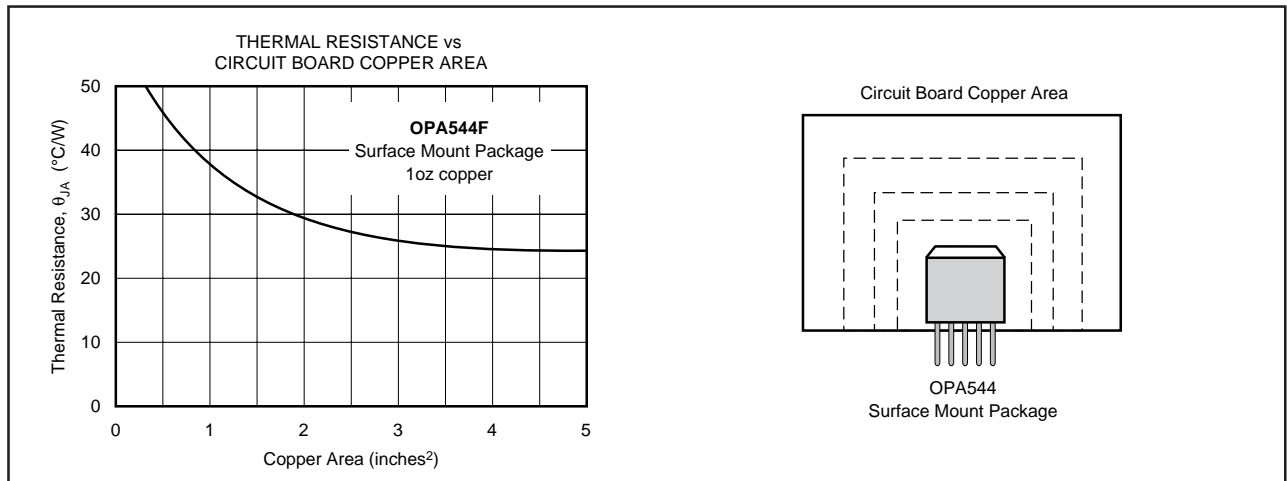 THERMAL RESISTANCE vs
CIRCUIT BOARD COPPER AREA
Thermal Resistance, θJA (°C/W)
50
40
30
20
10
0
OPA544F
Surface Mount Package
1oz copper
0 1 2 3 4 5
Copper Area (inches²)
Circuit Board Copper Area
OPA544
Surface Mount Package